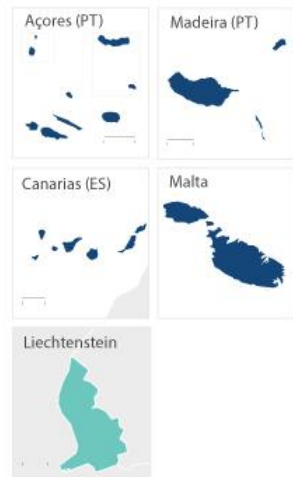 Açores (PT)
Madeira (PT)
Canarias (ES)
Malta
Liechtenstein